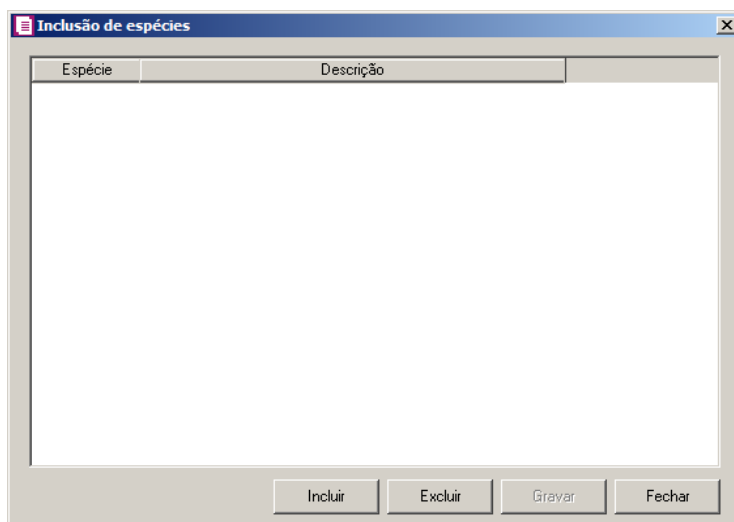 Inclusão de espécies
Espécie Descrição
Incluir Excluir Gravar Fechar